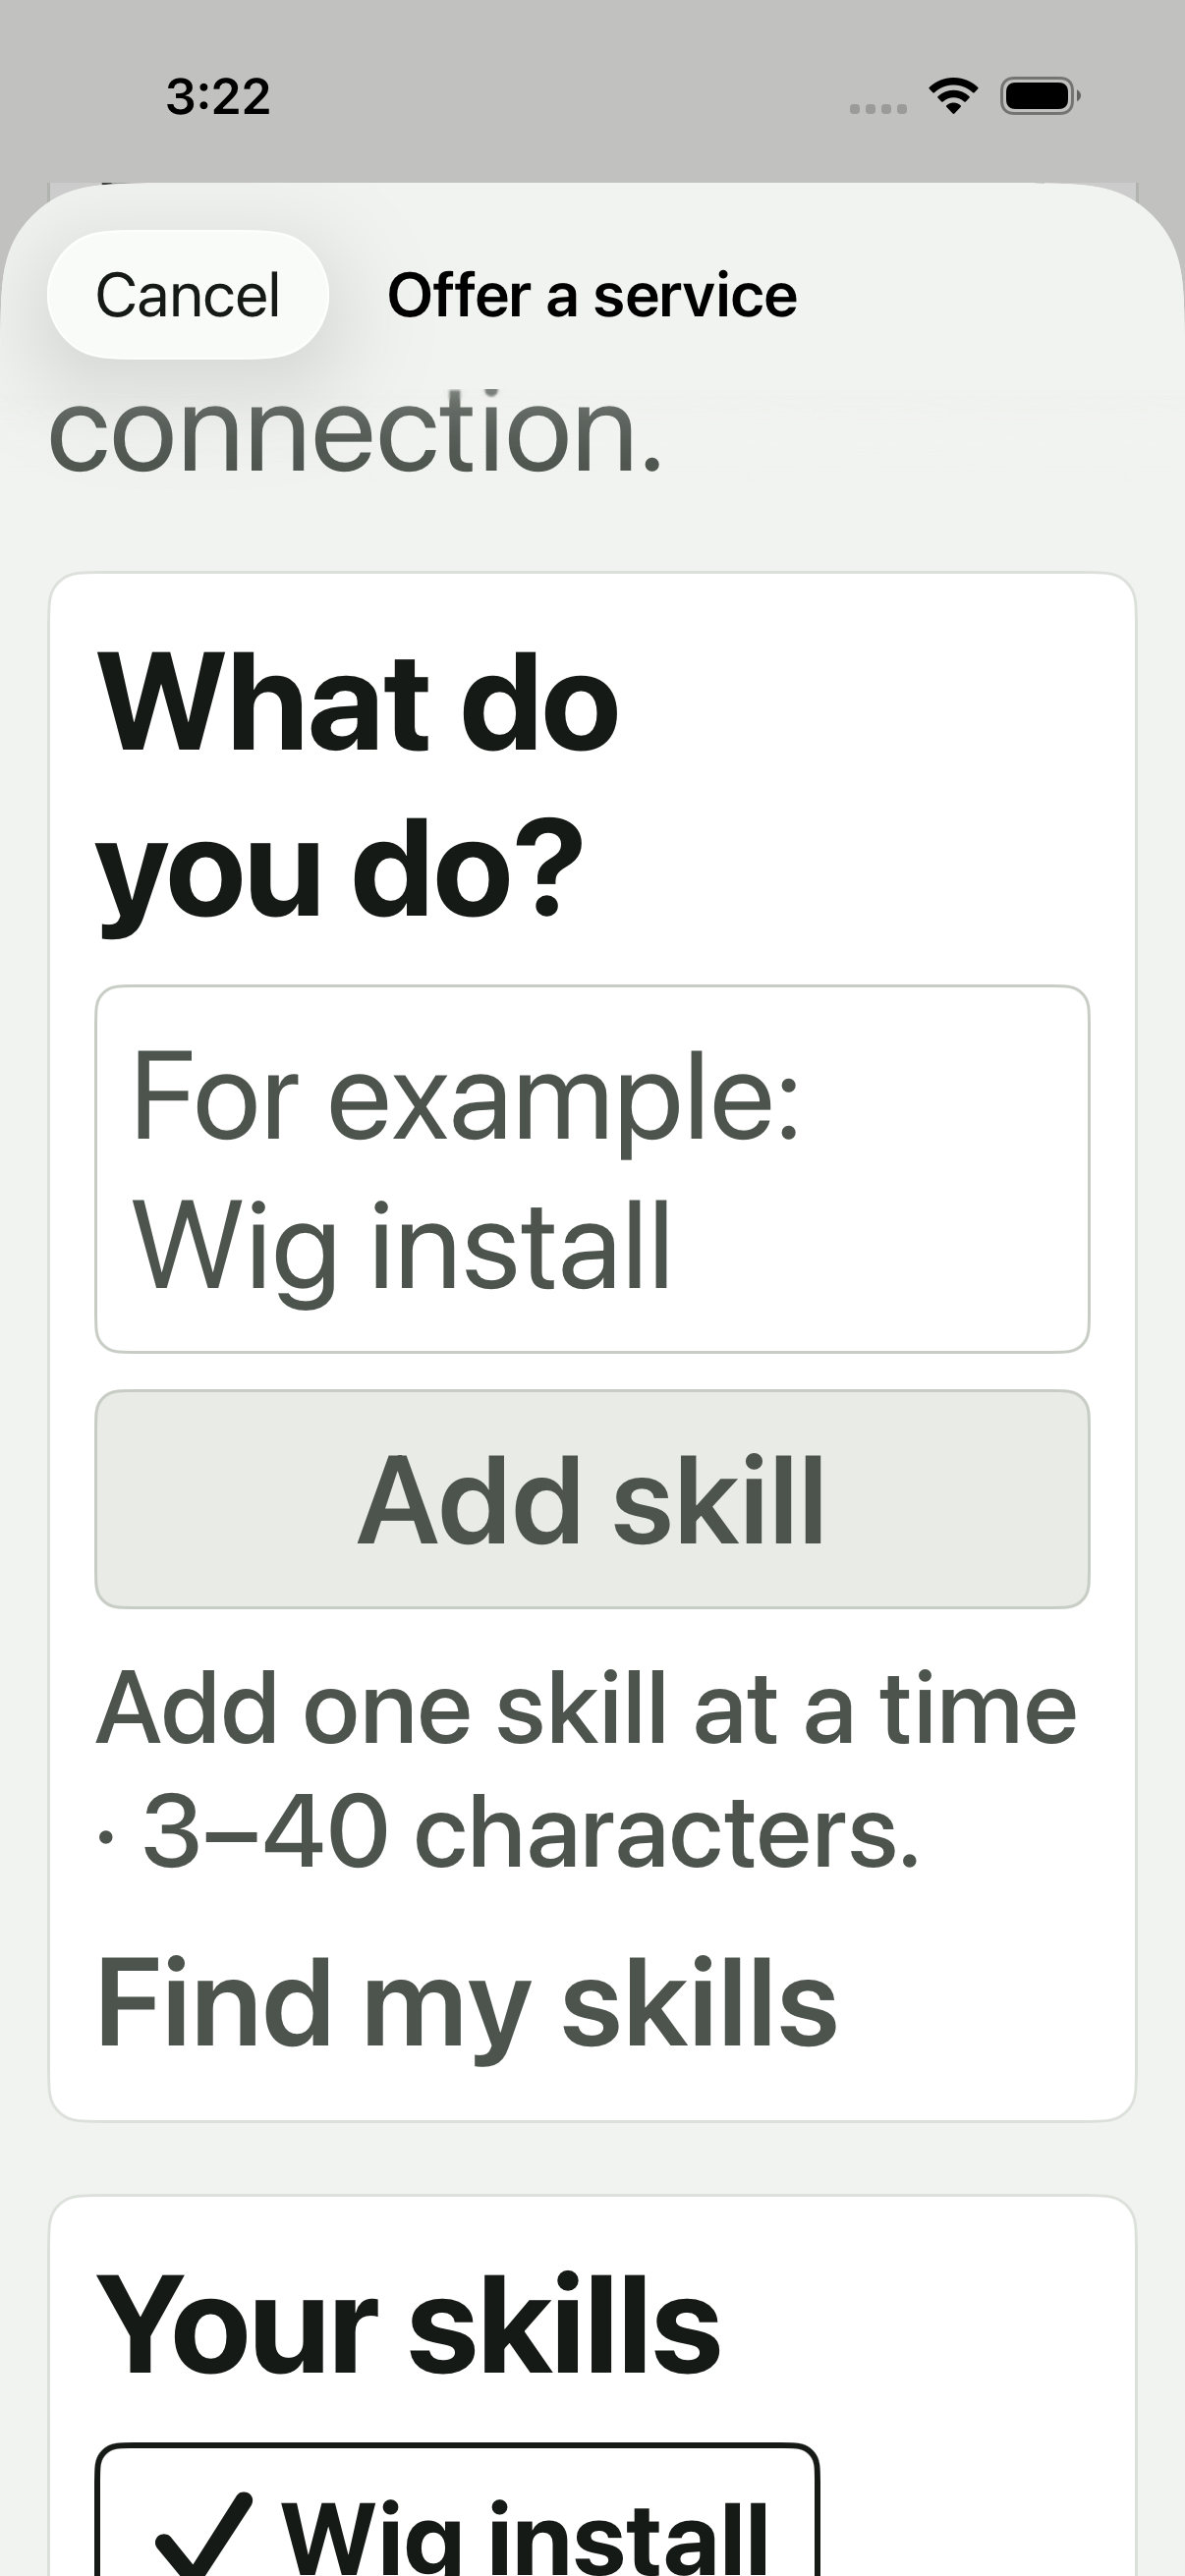 3:22
Cancel
Offer a service
connection.
What do
you do?
For example:
Wig install
Add skill
Add one skill at a time
· 3–40 characters.
Find my skills
Your skills
Wig install